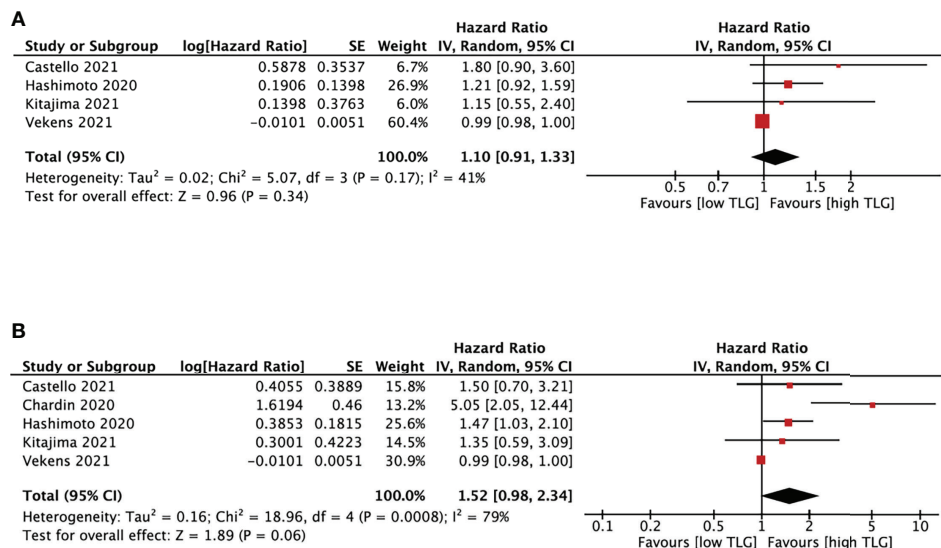 A
Hazard Ratio Hazard Ratio
Study or Subgroup log[Hazard Ratio] SE Weight IV, Random, 95% CI IV, Random, 95% CI
Castello 2021 0.5878 0.3537 6.7% 1.80 [0.90, 3.60]
Hashimoto 2020 0.1906 0.1398 26.9% 1.21 [0.92, 1.59]
Kitajima 2021 0.1398 0.3763 6.0% 1.15 [0.55, 2.40]
Vekens 2021 −0.0101 0.0051 60.4% 0.99 [0.98, 1.00]
Total (95% CI) 100.0% 1.10 [0.91, 1.33]
Heterogeneity: Tau² = 0.02; Chi² = 5.07, df = 3 (P = 0.17); I² = 41%
Test for overall effect: Z = 0.96 (P = 0.34)
0.5 0.7 1 1.5 2
Favours [low TLG] Favours [high TLG]
B
Hazard Ratio Hazard Ratio
Study or Subgroup log[Hazard Ratio] SE Weight IV, Random, 95% CI IV, Random, 95% CI
Castello 2021 0.4055 0.3889 15.8% 1.50 [0.70, 3.21]
Chardin 2020 1.6194 0.46 13.2% 5.05 [2.05, 12.44]
Hashimoto 2020 0.3853 0.1815 25.6% 1.47 [1.03, 2.10]
Kitajima 2021 0.3001 0.4223 14.5% 1.35 [0.59, 3.09]
Vekens 2021 −0.0101 0.0051 30.9% 0.99 [0.98, 1.00]
Total (95% CI) 100.0% 1.52 [0.98, 2.34]
Heterogeneity: Tau² = 0.16; Chi² = 18.96, df = 4 (P = 0.0008); I² = 79%
Test for overall effect: Z = 1.89 (P = 0.06)
0.1 0.2 0.5 1 2 5 10
Favours [low TLG] Favours [high TLG]